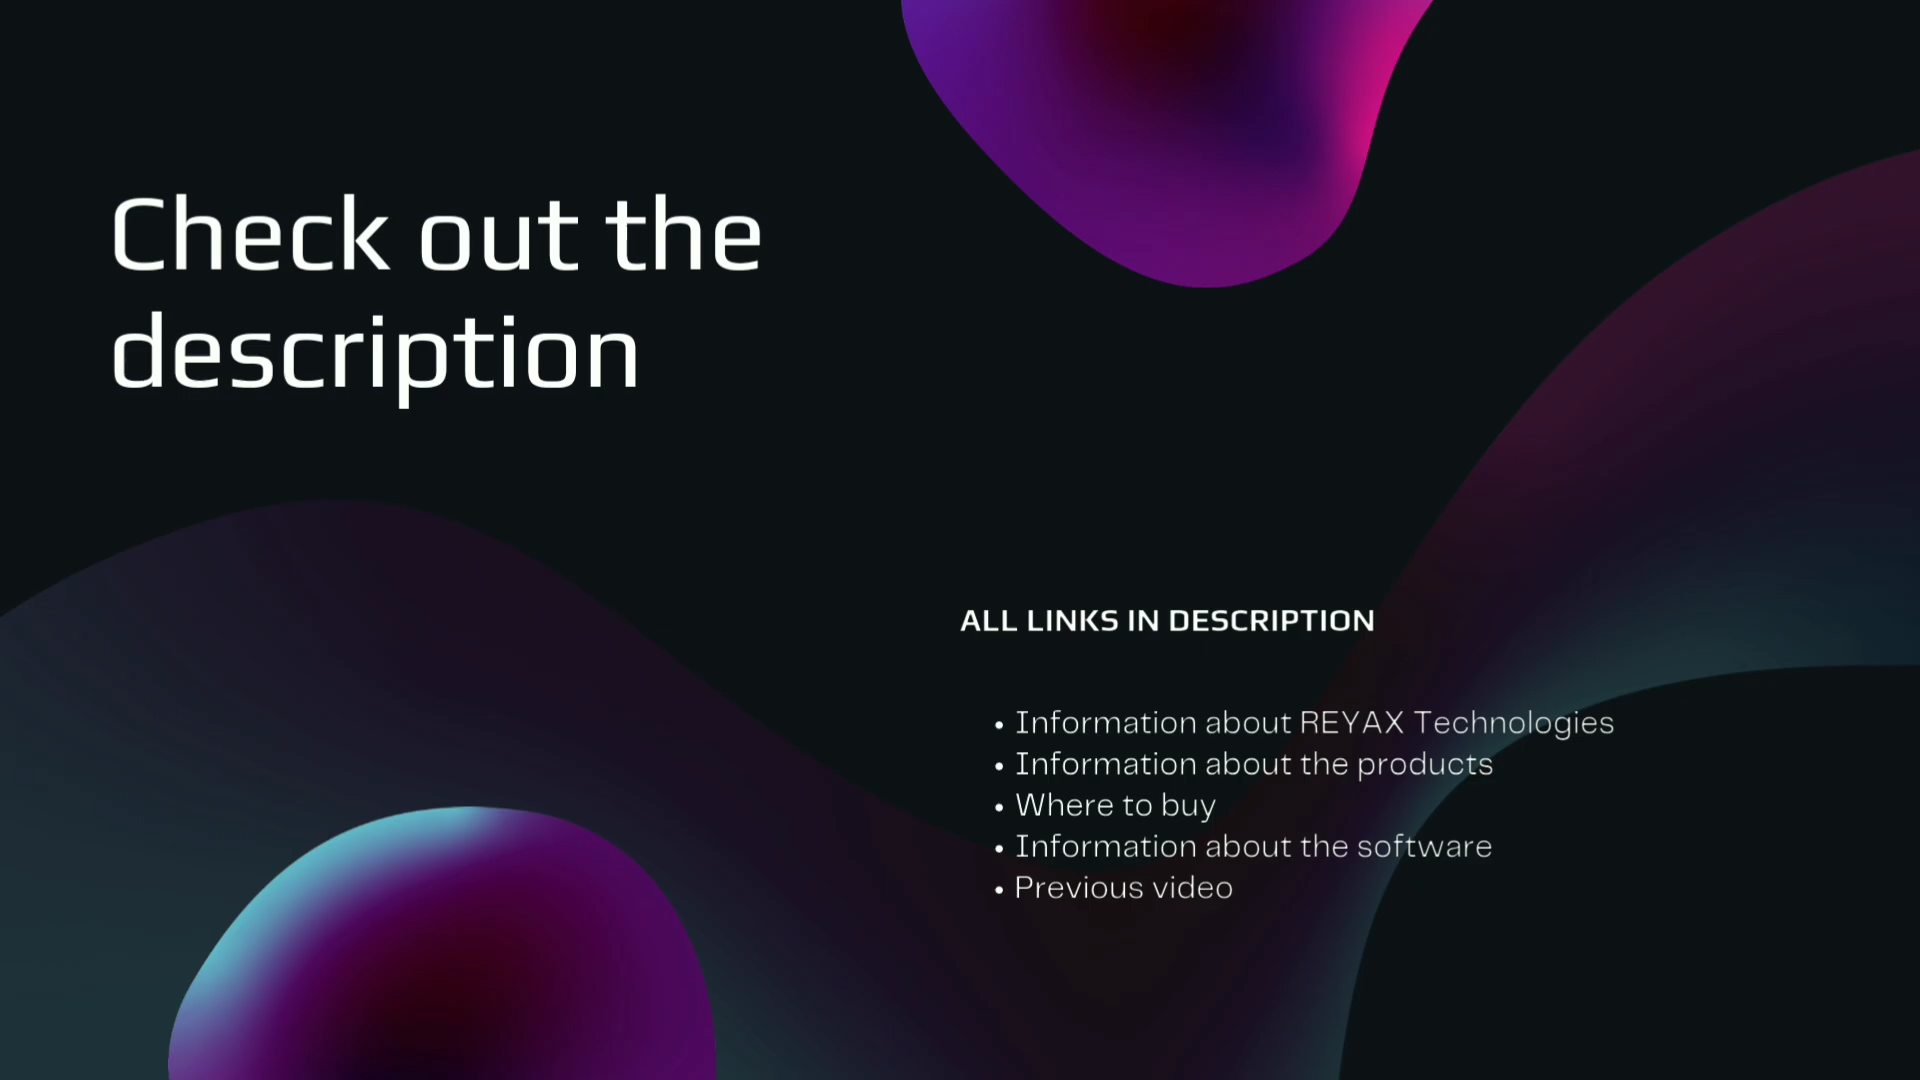 Check out the
description
ALL LINKS IN DESCRIPTION
• Information about REYAX Technologies
• Information about the products
• Where to buy
• Information about the software
• Previous video